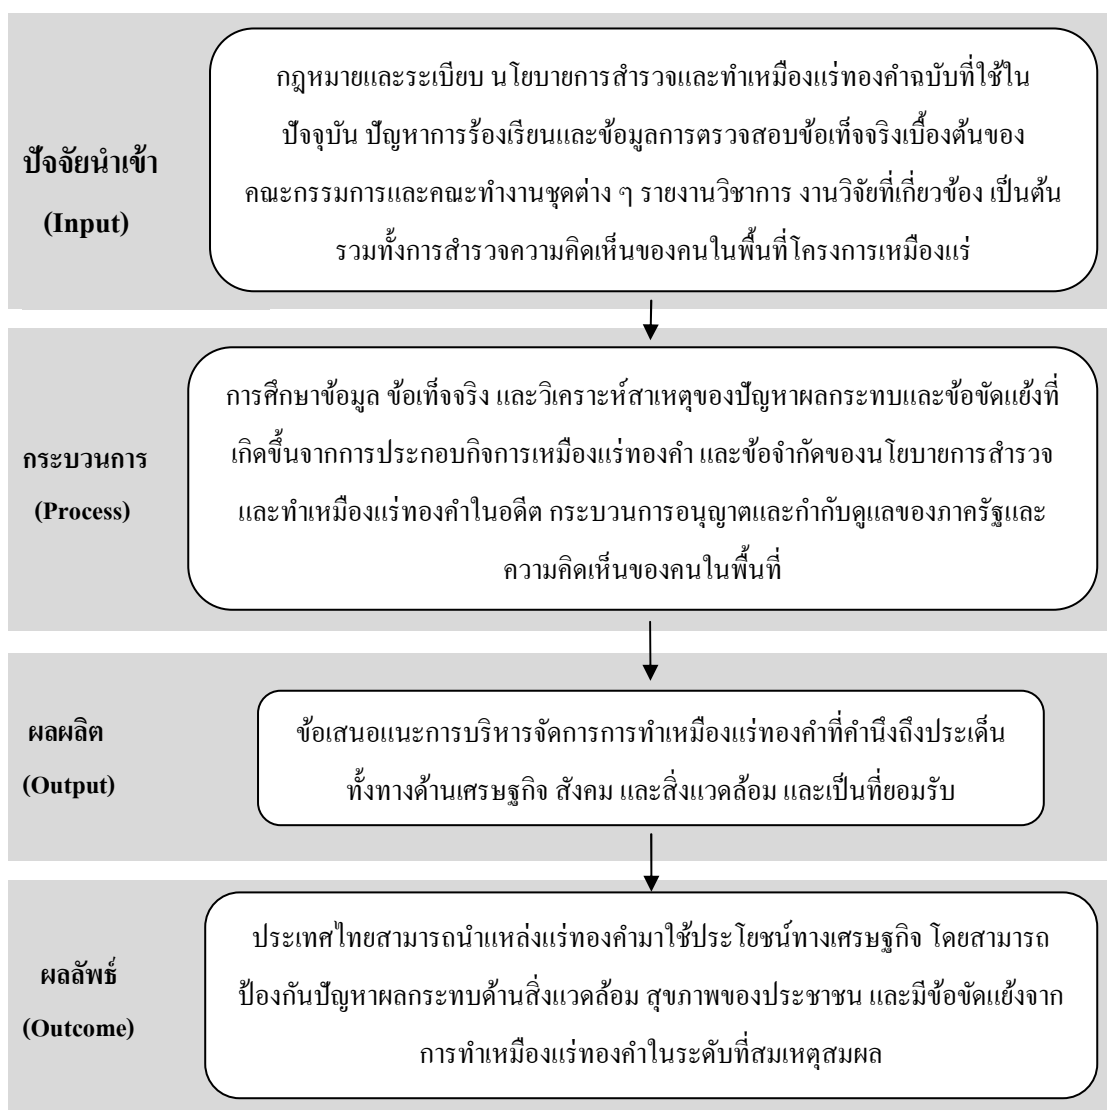 ปัจจัยนำเข้า
(Input)
กฎหมายและระเบียบ นโยบายการสำรวจและทำเหมืองแร่ทองคำฉบับที่ใช้ใน
ปัจจุบัน ปัญหาการร้องเรียนและข้อมูลการตรวจสอบข้อเท็จจริงเบื้องต้นของ
คณะกรรมการและคณะทำงานชุดต่าง ๆ รายงานวิชาการ งานวิจัยที่เกี่ยวข้อง เป็นต้น
รวมทั้งการสำรวจความคิดเห็นของคนในพื้นที่โครงการเหมืองแร่
กระบวนการ
(Process)
การศึกษาข้อมูล ข้อเท็จจริง และวิเคราะห์สาเหตุของปัญหาผลกระทบและข้อขัดแย้งที่
เกิดขึ้นจากการประกอบกิจการเหมืองแร่ทองคำ และข้อจำกัดของนโยบายการสำรวจ
และทำเหมืองแร่ทองคำในอดีต กระบวนการอนุญาตและกำกับดูแลของภาครัฐและ
ความคิดเห็นของคนในพื้นที่
ผลผลิต
(Output)
ข้อเสนอแนะการบริหารจัดการการทำเหมืองแร่ทองคำที่คำนึงถึงประเด็น
ทั้งทางด้านเศรษฐกิจ สังคม และสิ่งแวดล้อม และเป็นที่ยอมรับ
ผลลัพธ์
(Outcome)
ประเทศไทยสามารถนำแหล่งแร่ทองคำมาใช้ประโยชน์ทางเศรษฐกิจ โดยสามารถ
ป้องกันปัญหาผลกระทบด้านสิ่งแวดล้อม สุขภาพของประชาชน และมีข้อขัดแย้งจาก
การทำเหมืองแร่ทองคำในระดับที่สมเหตุสมผล